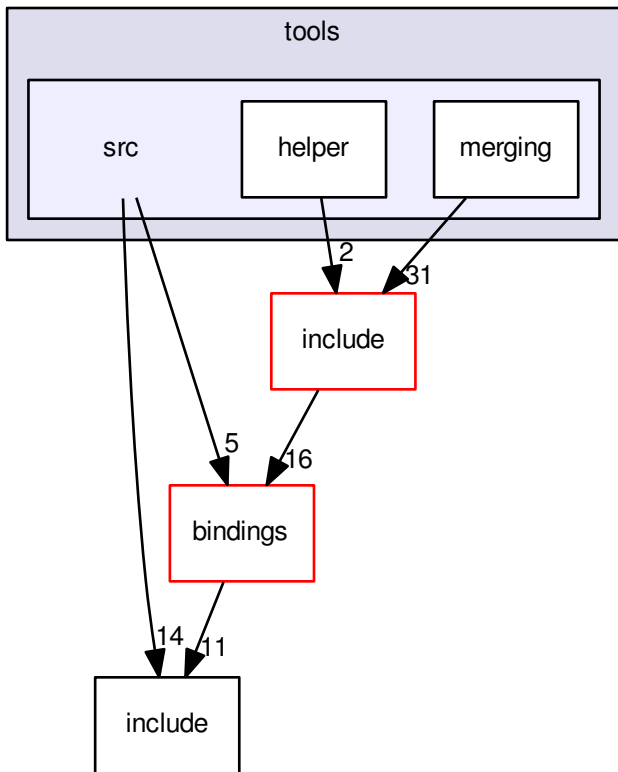 tools
src
helper
merging
2
31
include
5
16
bindings
14
11
include